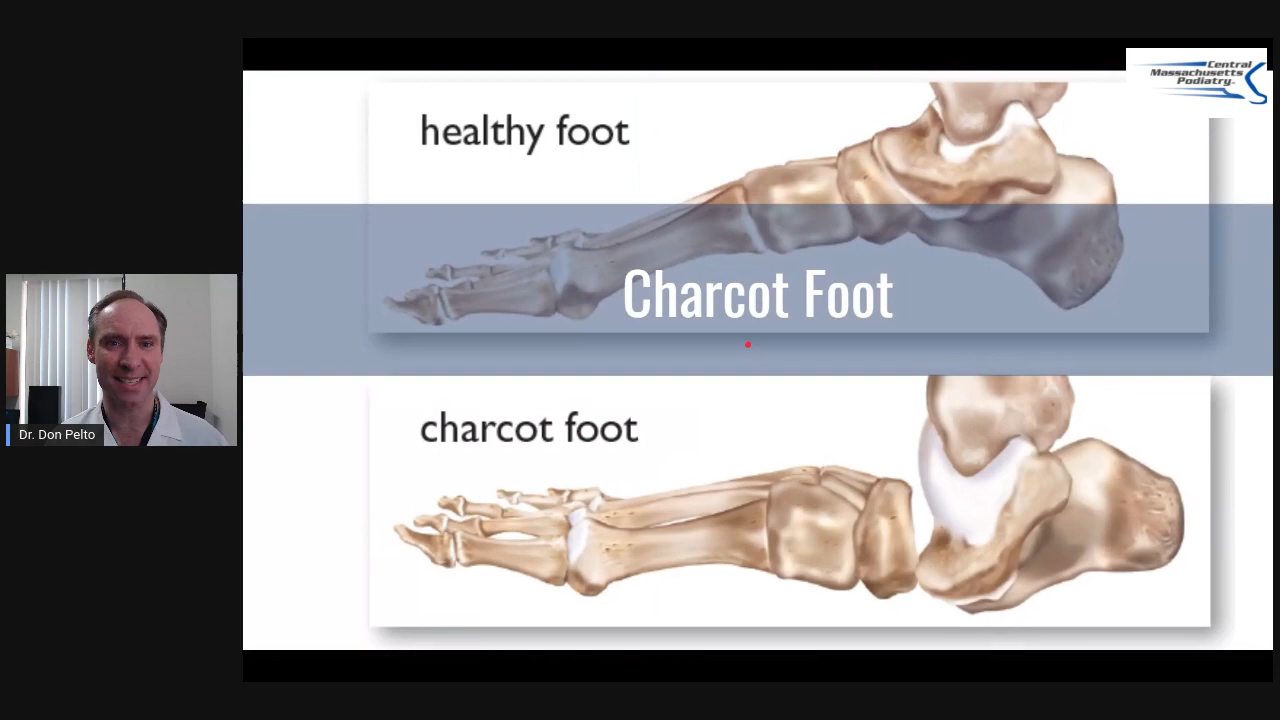 Central
Massachusetts
Podiatry
healthy foot
Charcot Foot
charcot foot
Dr. Don Pelto